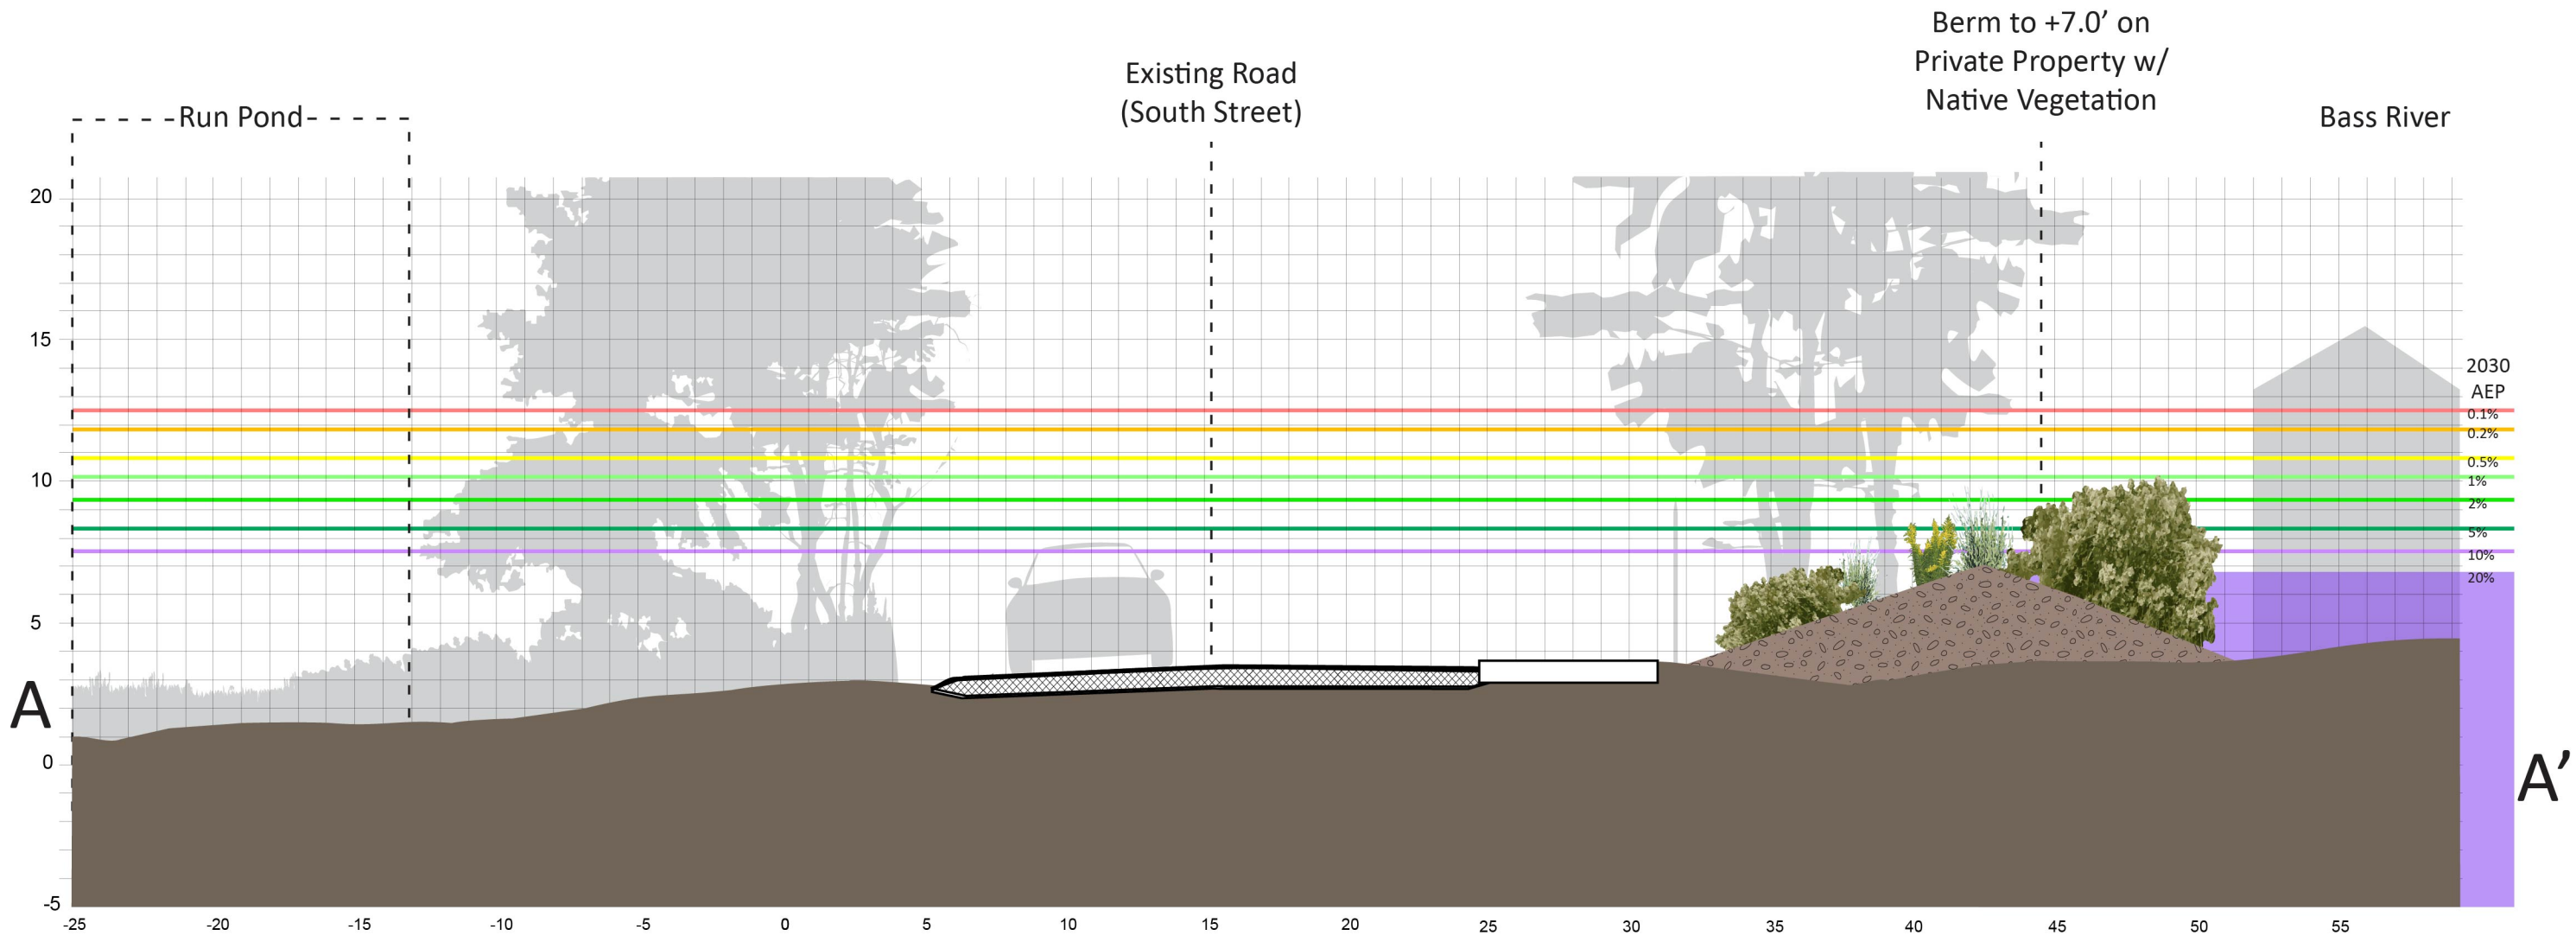 Berm to +7.0’ on
Private Property w/
Native Vegetation
Existing Road
(South Street)
Run Pond
Bass River
20
15
10
5
0
-5
2030
AEP
0.1%
0.2%
0.5%
1%
2%
5%
10%
20%
A
A’
-25 -20 -15 -10 -5 0 5 10 15 20 25 30 35 40 45 50 55